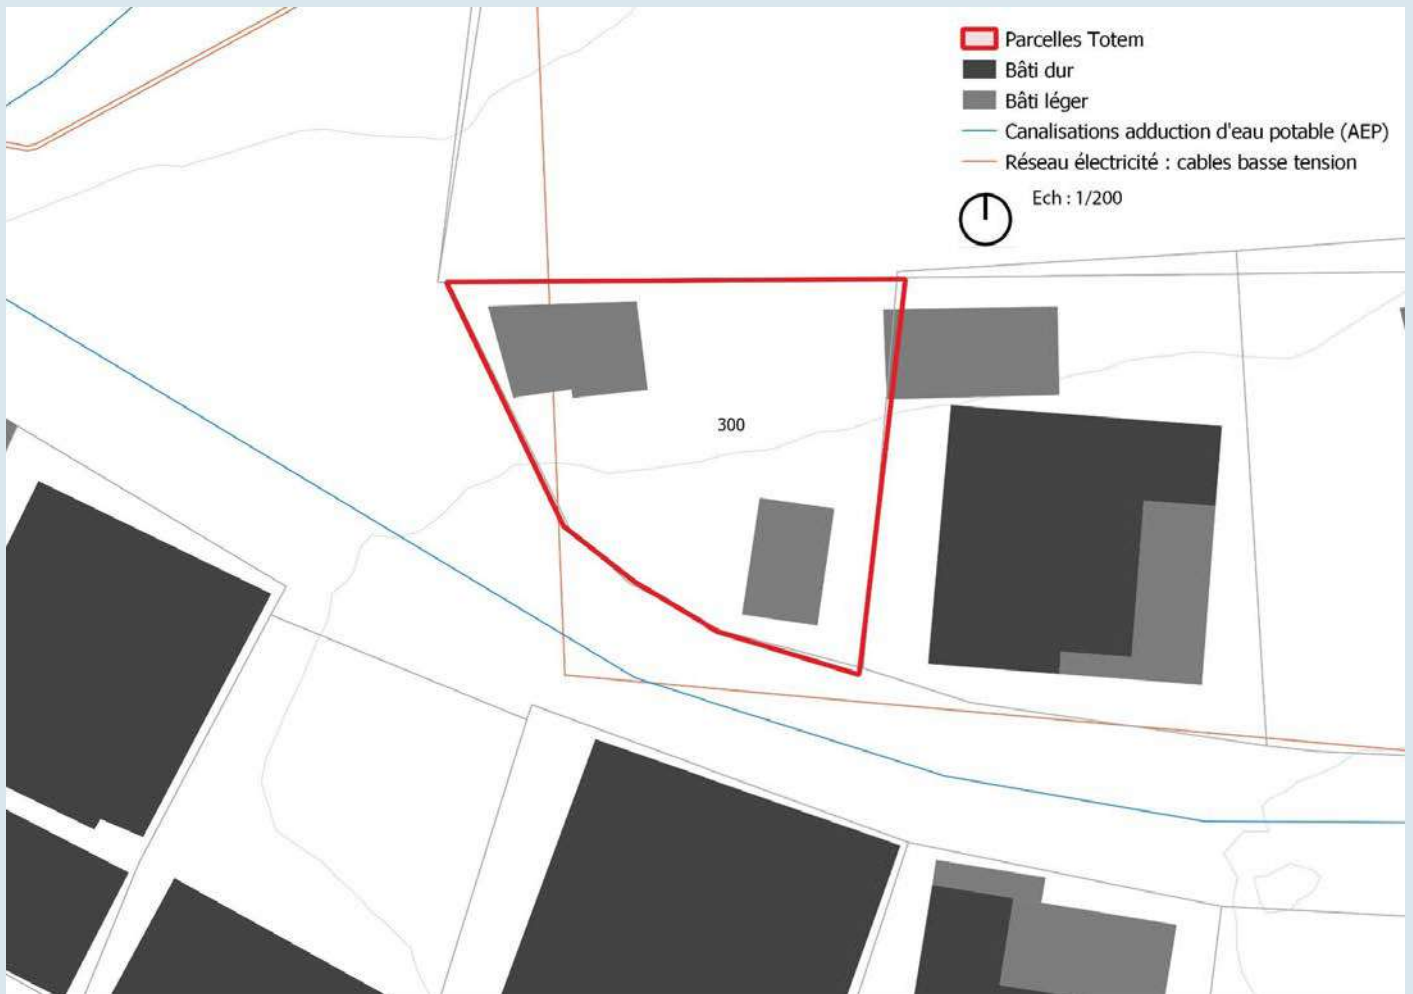 Parcelles Totem
Bâti dur
Bâti léger
Canalisations adduction d'eau potable (AEP)
Réseau électricité : cables basse tension
Ech : 1/200
300